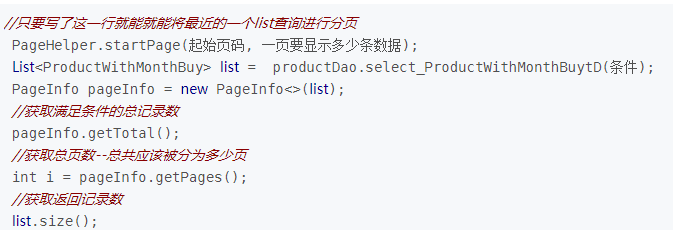 //只要写了这一行就能就能将最近的一个list查询进行分页
PageHelper.startPage(起始页码, 一页要显示多少条数据);
List<ProductWithMonthBuy> list =  productDao.select_ProductWithMonthBuytD(条件);
PageInfo pageInfo = new PageInfo<>(list);
//获取满足条件的总记录数
pageInfo.getTotal();
//获取总页数--总共应该被分为多少页
int i = pageInfo.getPages();
//获取返回记录数
list.size();